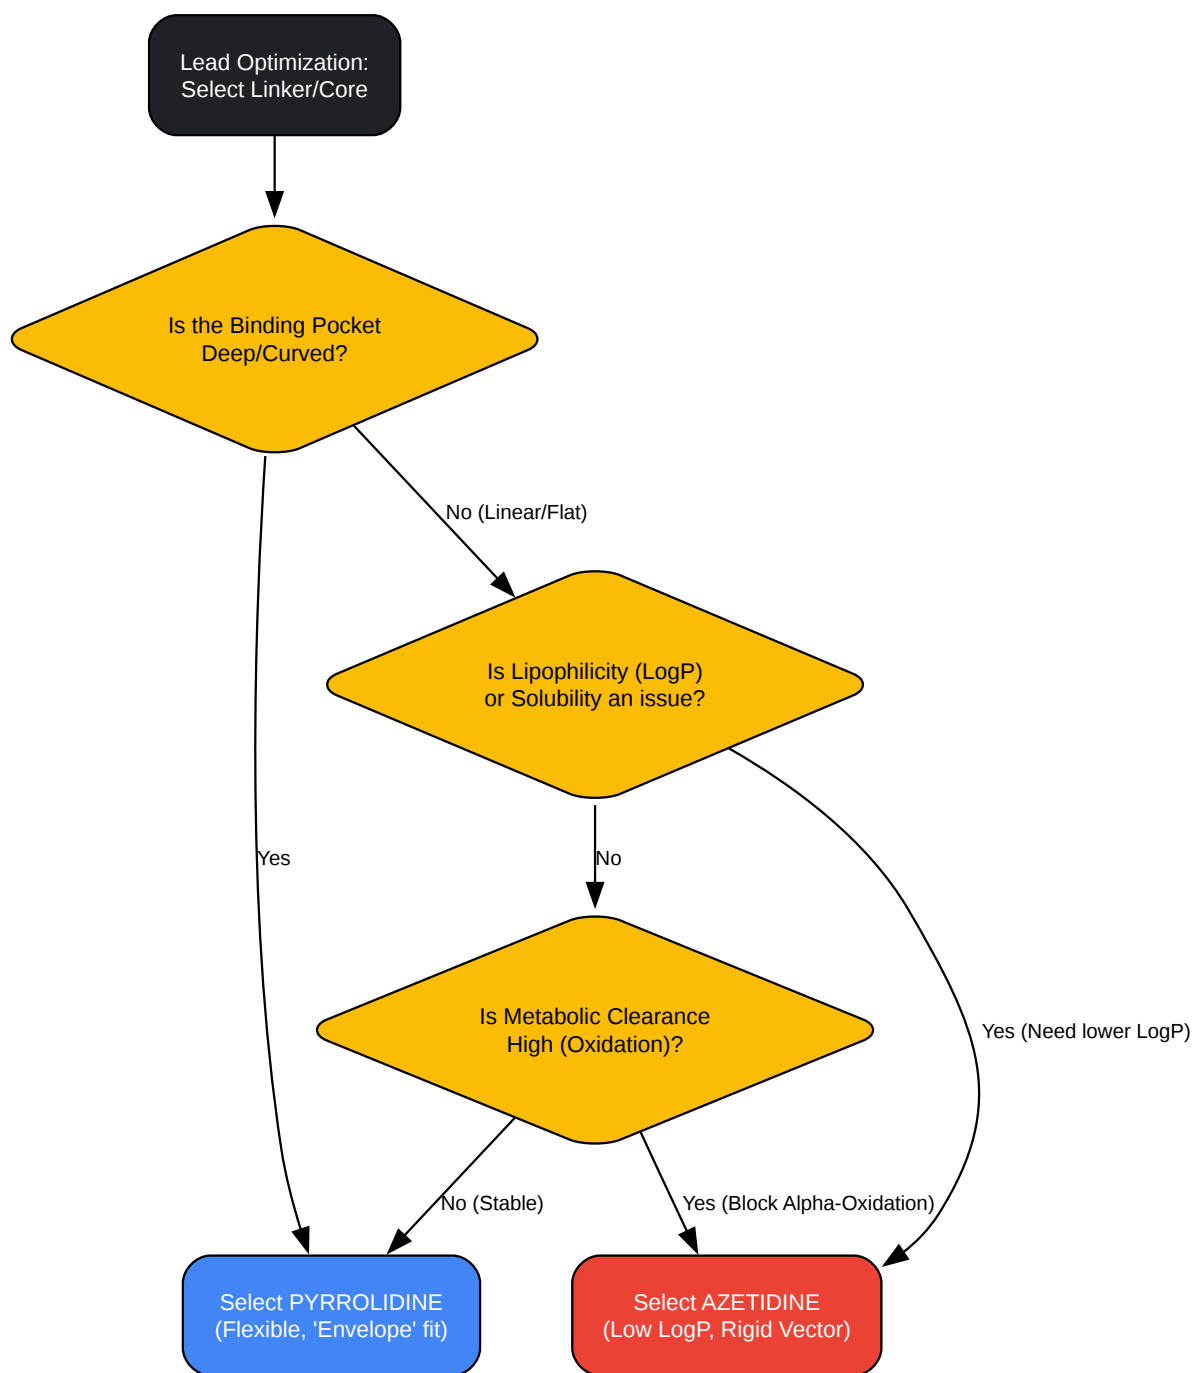 Lead Optimization:
Select Linker/Core
Is the Binding Pocket
Deep/Curved?
No (Linear/Flat)
Is Lipophilicity (LogP)
or Solubility an issue?
Yes
No
Is Metabolic Clearance
High (Oxidation)?
Yes (Need lower LogP)
No (Stable)
Yes (Block Alpha-Oxidation)
Select PYRROLIDINE
(Flexible, 'Envelope' fit)
Select AZETIDINE
(Low LogP, Rigid Vector)